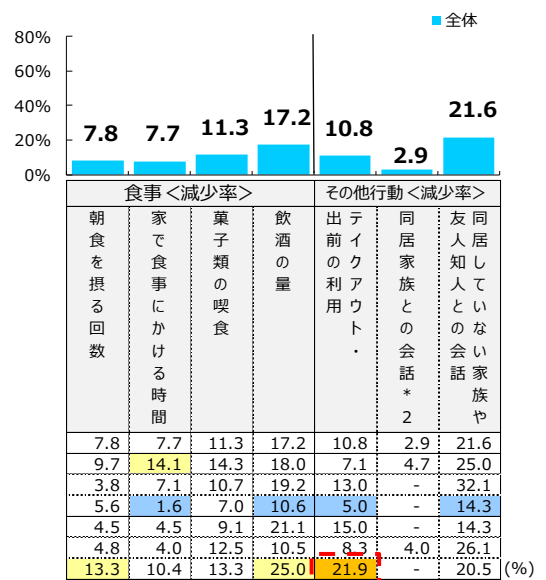 全体
80%
60%
40%
20%
0%
7.8 7.7 11.3 17.2 10.8 2.9 21.6
食事＜減少率＞ その他行動＜減少率＞
朝食を摂る回数
家で食事にかける時間
菓子類の喫食
飲酒の量
テイクアウト・
出前の利用
同居家族との会話*2
同居していない家族や
友人知人との会話
7.8 7.7 11.3 17.2 10.8 2.9 21.6
9.7 14.1 14.3 18.0 7.1 4.7 25.0
3.8 7.1 10.7 19.2 13.0 - 32.1
5.6 1.6 7.0 10.6 5.0 - 14.3
4.5 4.5 9.1 21.1 15.0 - 14.3
4.8 4.0 12.5 10.5 8.3 4.0 26.1
13.3 10.4 13.3 25.0 21.9 - 20.5 (%)